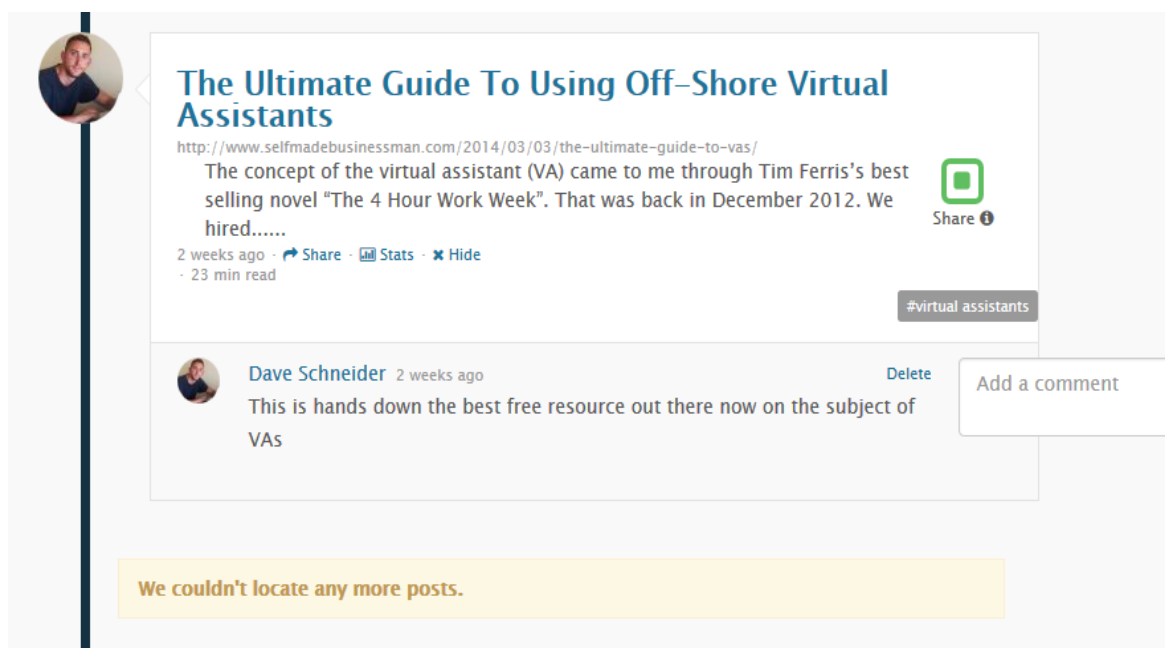 The Ultimate Guide To Using Off-Shore Virtual
Assistants
http://www.selfmadebusinessman.com/2014/03/03/the-ultimate-guide-to-vas/
The concept of the virtual assistant (VA) came to me through Tim Ferris's best
selling novel “The 4 Hour Work Week”. That was back in December 2012. We
hired......
Share
2 weeks ago · Share · Stats · Hide
· 23 min read
#virtual assistants
Dave Schneider 2 weeks ago Delete
Add a comment
This is hands down the best free resource out there now on the subject of
VAs
We couldn't locate any more posts.